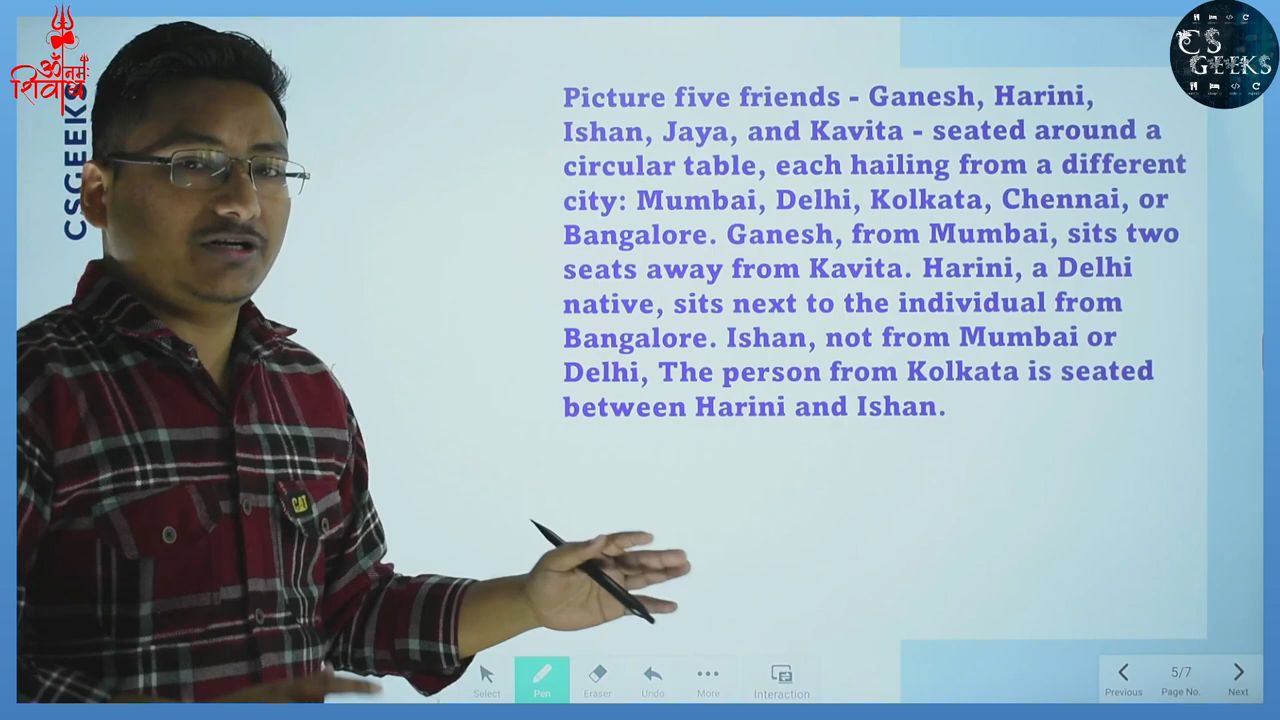 ॐ नमः
शिवाय
CSGEEKS
CS
GEEKS
Picture five friends - Ganesh, Harini,
Ishan, Jaya, and Kavita - seated around a
circular table, each hailing from a different
city: Mumbai, Delhi, Kolkata, Chennai, or
Bangalore. Ganesh, from Mumbai, sits two
seats away from Kavita. Harini, a Delhi
native, sits next to the individual from
Bangalore. Ishan, not from Mumbai or
Delhi, The person from Kolkata is seated
between Harini and Ishan.
CAT
Select
Pen
Eraser
Undo
More
Interaction
Previous
5/7
Page No.
Next